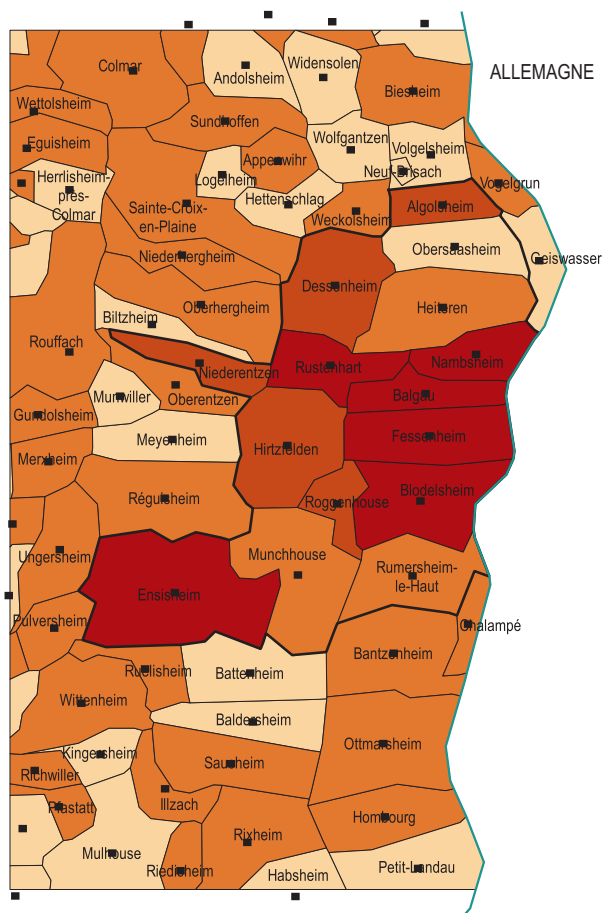 ALLEMAGNE
Colmar
Andolsheim
Widensolen
Biesheim
Wettolsheim
Sundhoffen
Eguisheim
Wolfgantzen
Volgelsheim
Appenwihr
Neuf-Brisach
Logelheim
Herrlisheim-
près-
Colmar
Vogelgrun
Hettenschlag
Algolsheim
Sainte-Croix-
en-Plaine
Weckolsheim
Obersaasheim
Geiswasser
Niederhergheim
Dessenheim
Oberhergheim
Heiteren
Biltzheim
Rouffach
Nambsheim
Rustenhart
Niederentzen
Munwiller
Oberentzen
Balgau
Gundolsheim
Meyenheim
Fessenheim
Hirtzfelden
Merxheim
Blodelsheim
Réguisheim
Roggenhouse
Ungersheim
Munchhouse
Rumersheim-
le-Haut
Ensisheim
Pulversheim
Chalampé
Bantzenheim
Ruelisheim
Battenheim
Wittenheim
Baldersheim
Ottmarsheim
Kingersheim
Sausheim
Richwiller
Illzach
Pfastatt
Hombourg
Rixheim
Mulhouse
Riedisheim
Habsheim
Petit-Landau